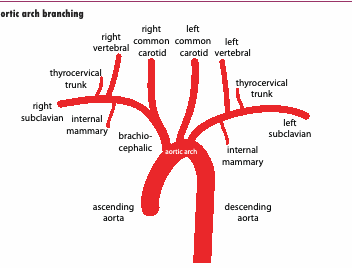 ortic arch branching
right
vertebral
right
common
carotid
left
common
carotid
left
vertebral
thyrocervical
trunk
thyrocervical
trunk
right
subclavian
internal
mammary
brachio-
cephalic
aortic arch
left
subclavian
internal
mammary
ascending
aorta
descending
aorta